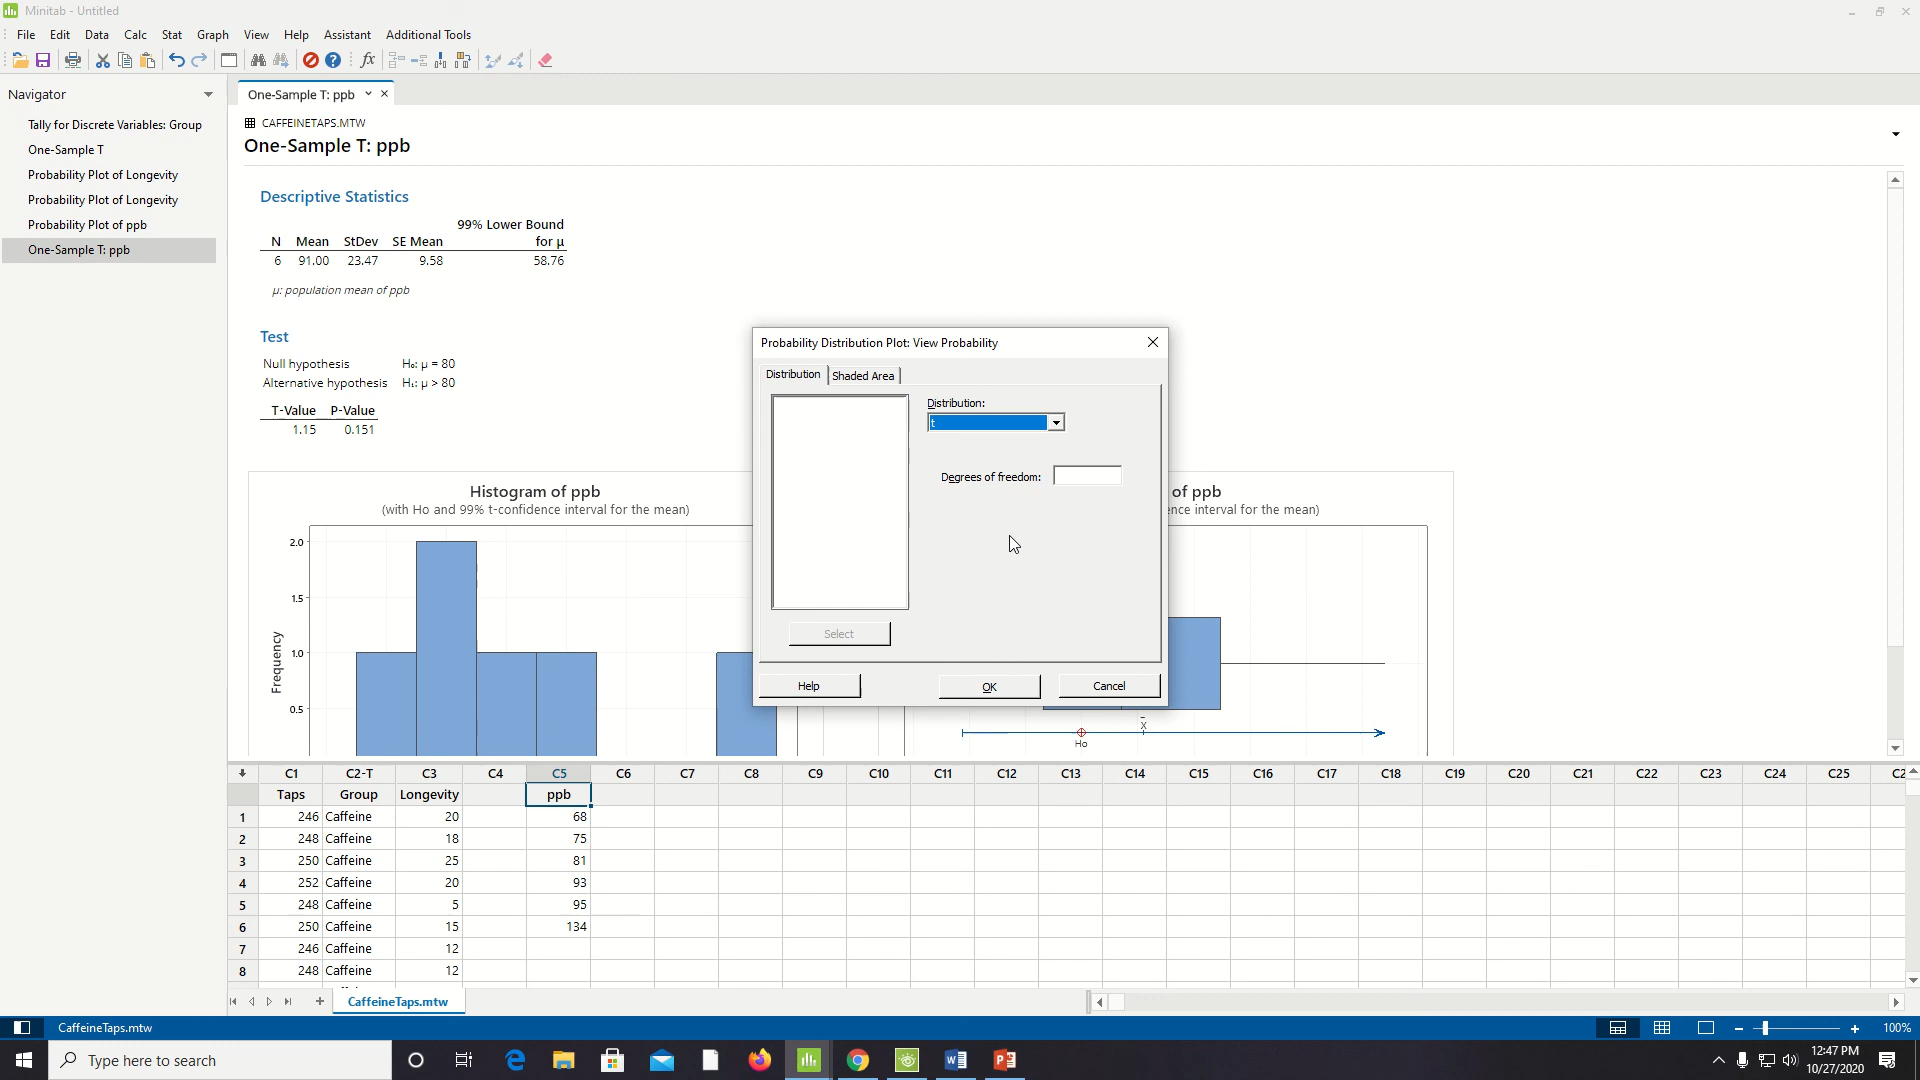 Minitab - Untitled
File Edit Data Calc Stat Graph View Help Assistant Additional Tools
Navigator
Tally for Discrete Variables: Group
One-Sample T
Probability Plot of Longevity
Probability Plot of Longevity
Probability Plot of ppb
One-Sample T: ppb
One-Sample T: ppb
CAFFEINETAPS.MTW
One-Sample T: ppb
Descriptive Statistics
99% Lower Bound
N Mean StDev SE Mean for μ
6 91.00 23.47 9.58 58.76
μ: population mean of ppb
Test
Null hypothesis H₀: μ = 80
Alternative hypothesis H₁: μ > 80
T-Value P-Value
1.15 0.151
Histogram of ppb
(with Ho and 99% t-confidence interval for the mean)
2.0
1.5
1.0
0.5
Frequency
of ppb
ence interval for the mean)
X
Ho
Probability Distribution Plot: View Probability
Distribution Shaded Area
Distribution:
t
Degrees of freedom:
Select
Help OK Cancel
C1 C2-T C3 C4 C5 C6 C7 C8 C9 C10 C11 C12 C13 C14 C15 C16 C17 C18 C19 C20 C21 C22 C23 C24 C25
Taps Group Longevity ppb
1 246 Caffeine 20 68
2 248 Caffeine 18 75
3 250 Caffeine 25 81
4 252 Caffeine 20 93
5 248 Caffeine 5 95
6 250 Caffeine 15 134
7 246 Caffeine 12
8 248 Caffeine 12
CaffeineTaps.mtw
CaffeineTaps.mtw
100%
Type here to search
12:47 PM
10/27/2020